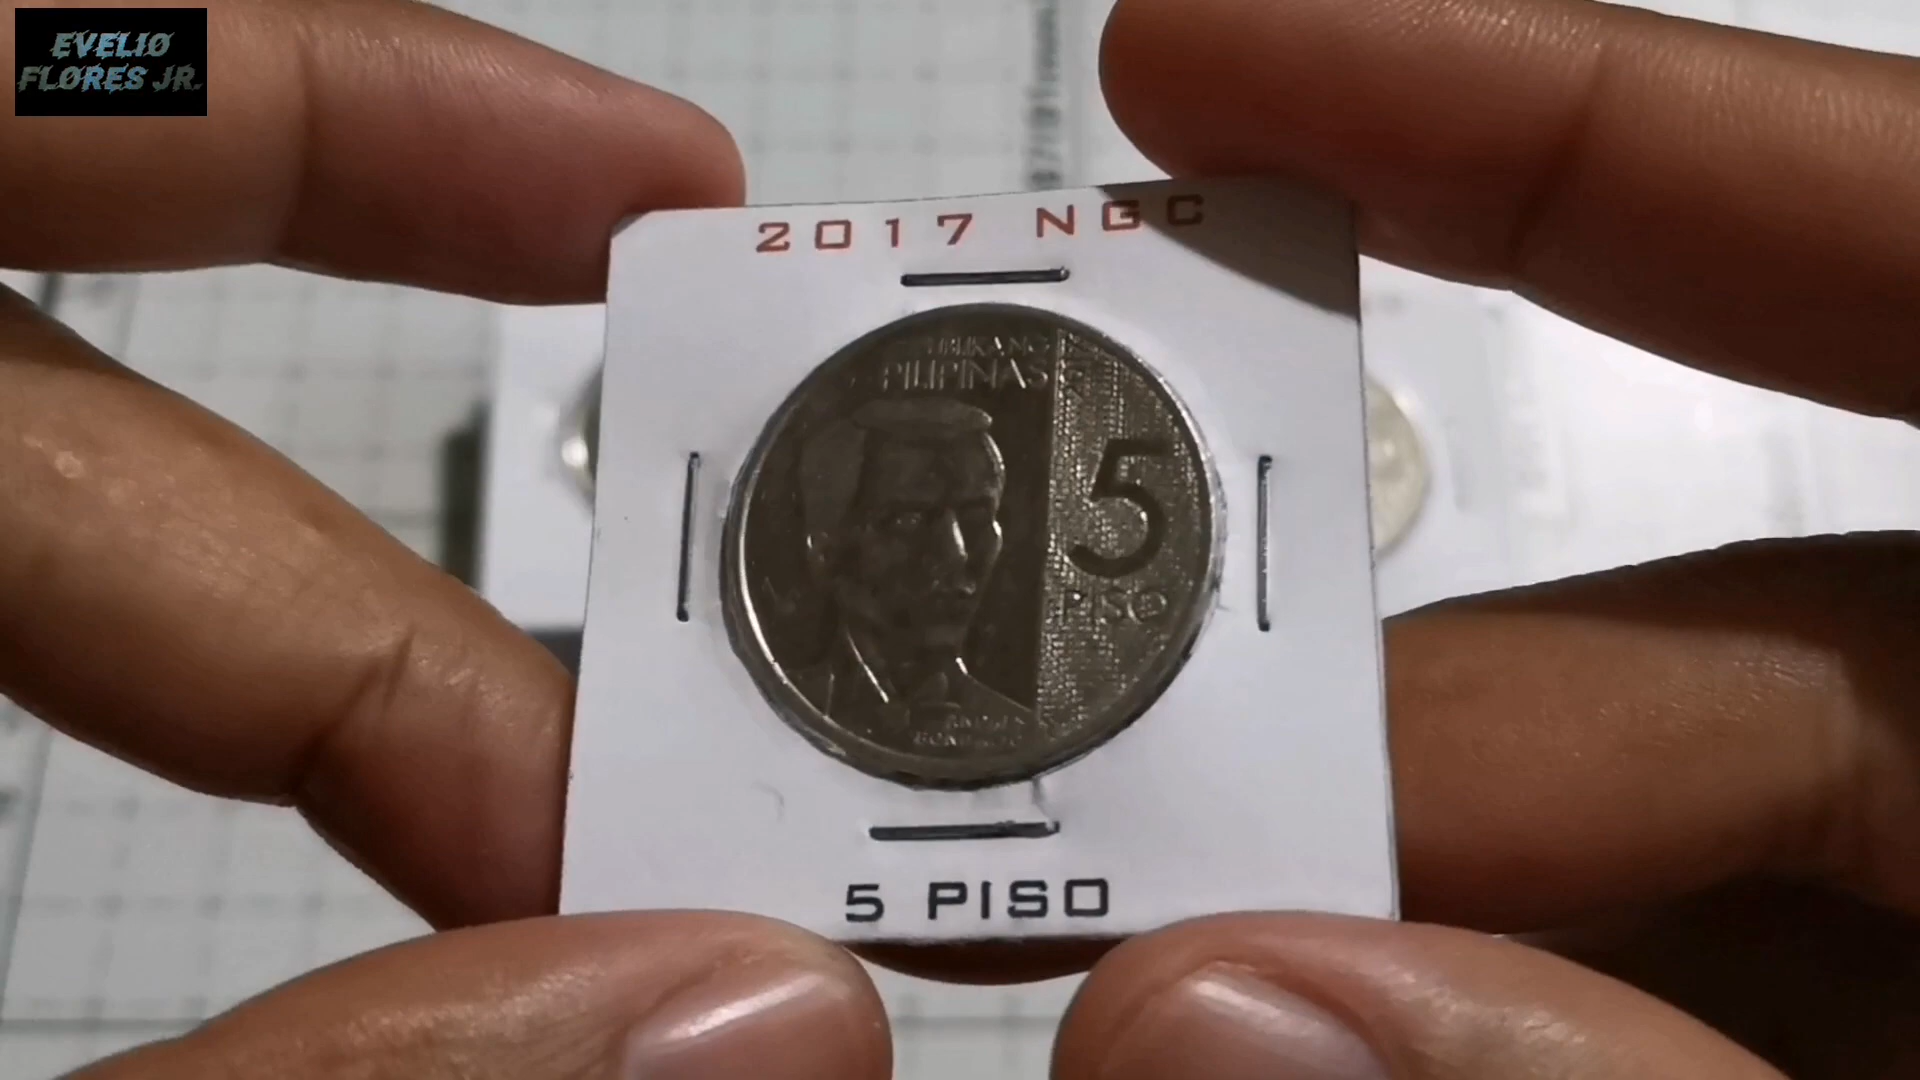 EVELIO
FLORES JR.
2017 NGC
PILIPINAS
5
PISO
5 PISO